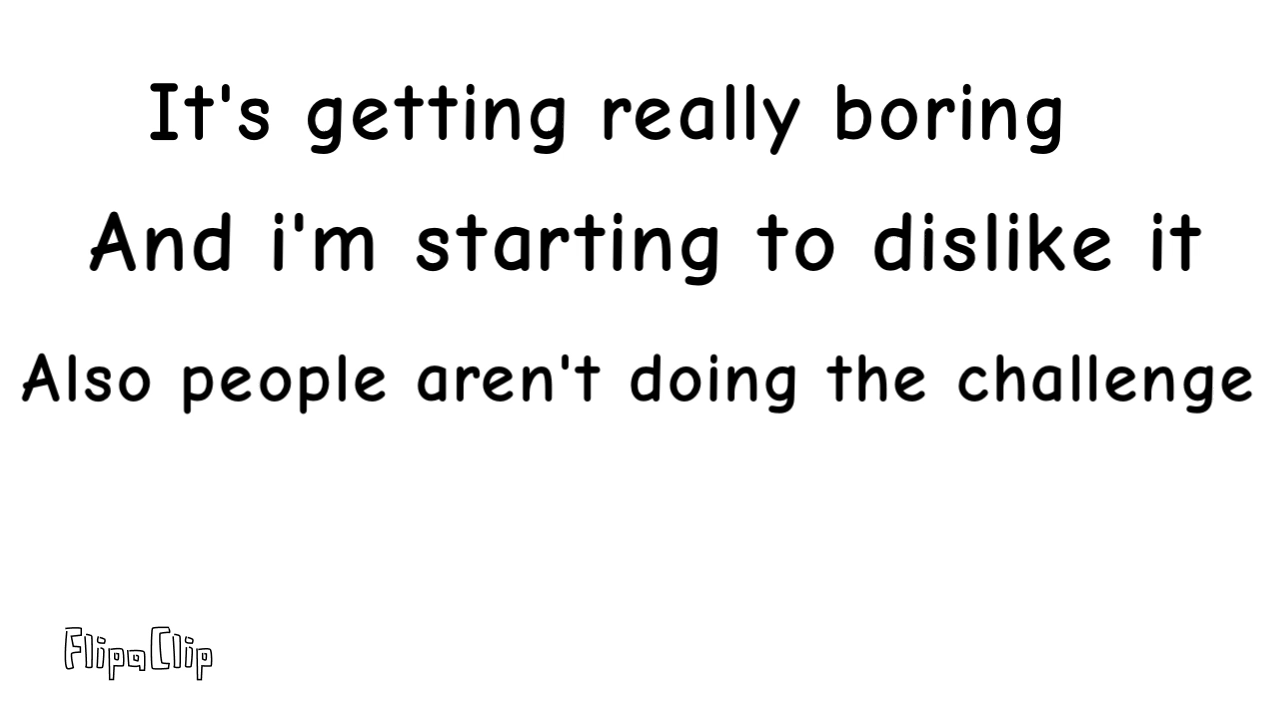 It's getting really boring
And i'm starting to dislike it
Also people aren't doing the challenge
FlipaClip